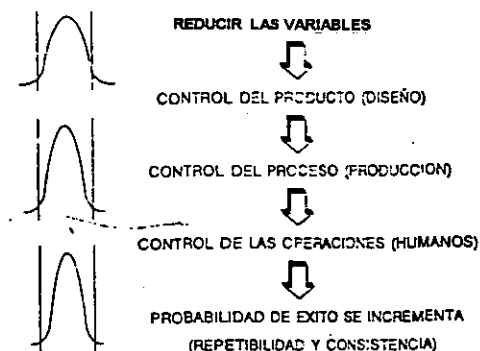 REDUCIR LAS VARIABLES
CONTROL DEL PRODUCTO (DISEÑO)
CONTROL DEL PROCESO (PRODUCCION)
CONTROL DE LAS OPERACIONES (HUMANOS)
PROBABILIDAD DE EXITO SE INCREMENTA
(REPETIBILIDAD Y CONSISTENCIA)